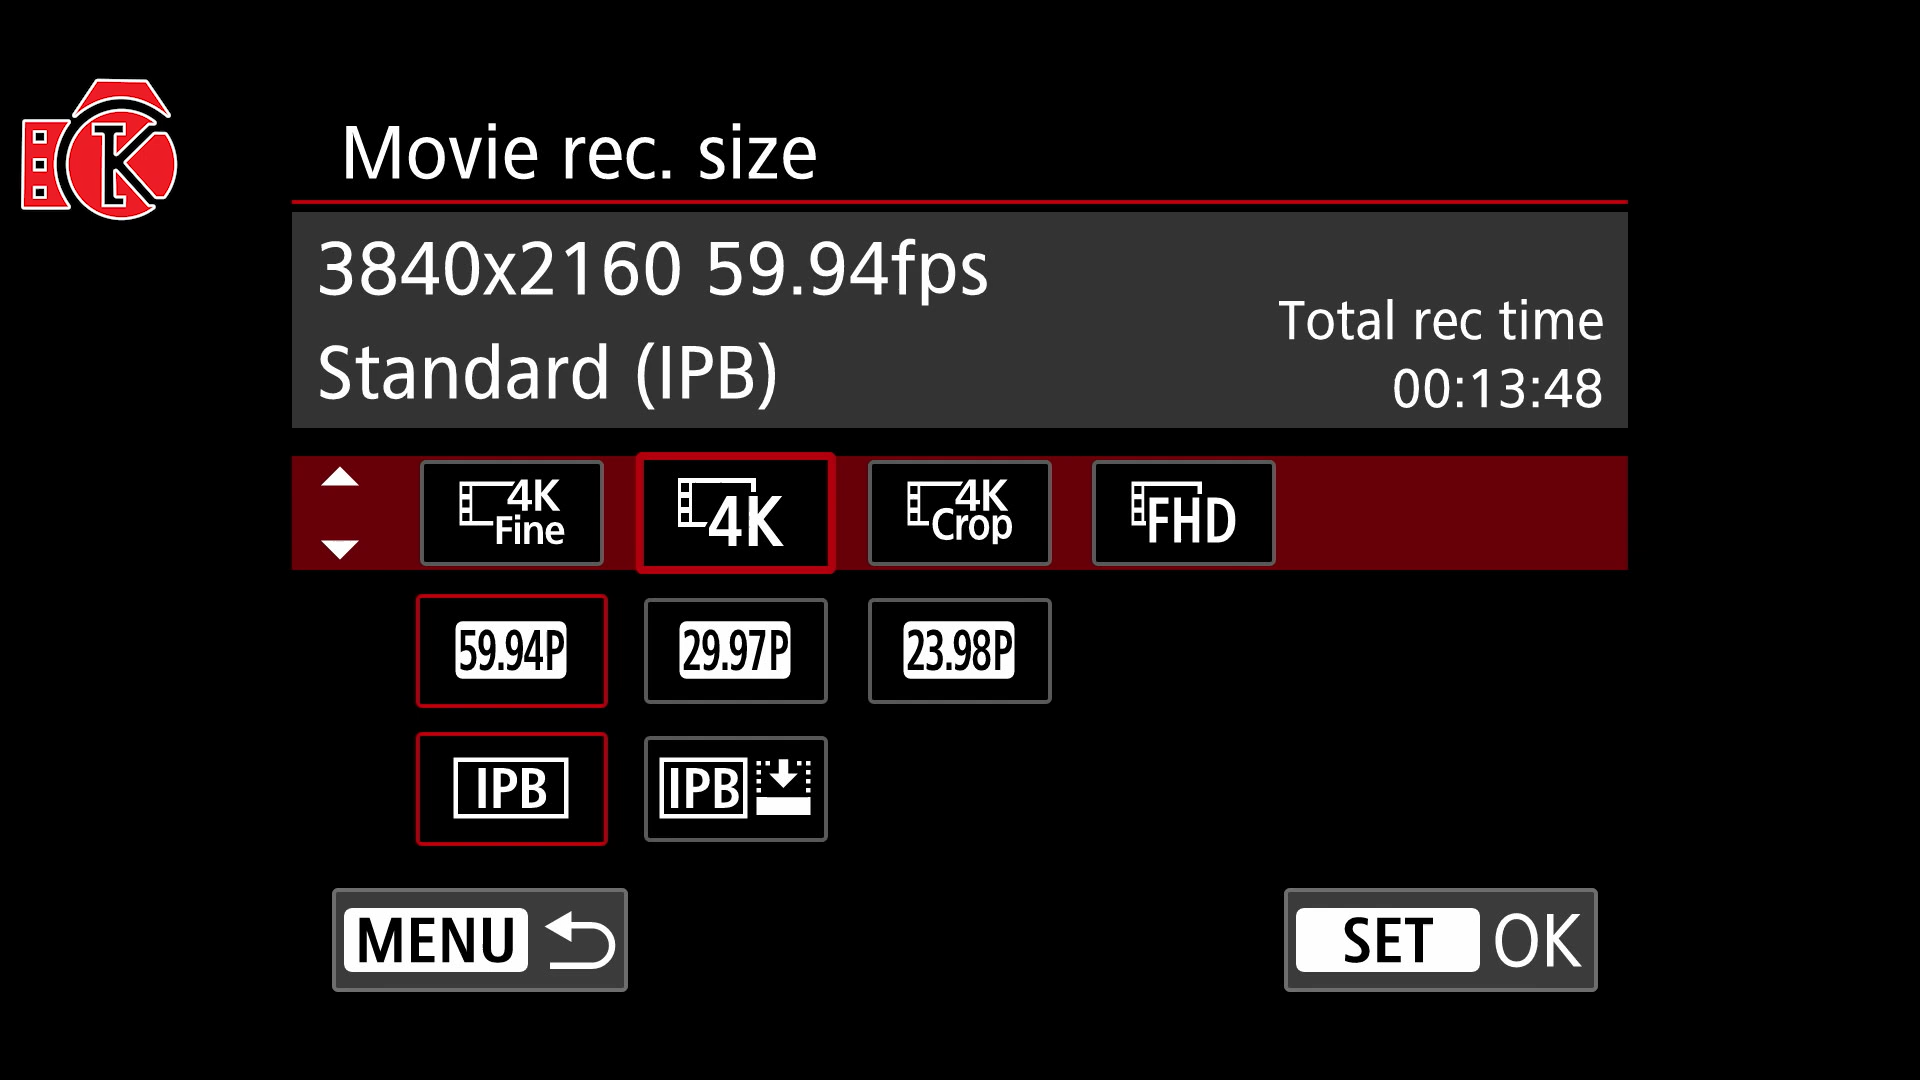 K
Movie rec. size
3840x2160 59.94fps
Standard (IPB)
Total rec time
00:13:48
4K Fine
4K
4K Crop
FHD
59.94P
29.97P
23.98P
IPB
IPB
MENU
SET OK